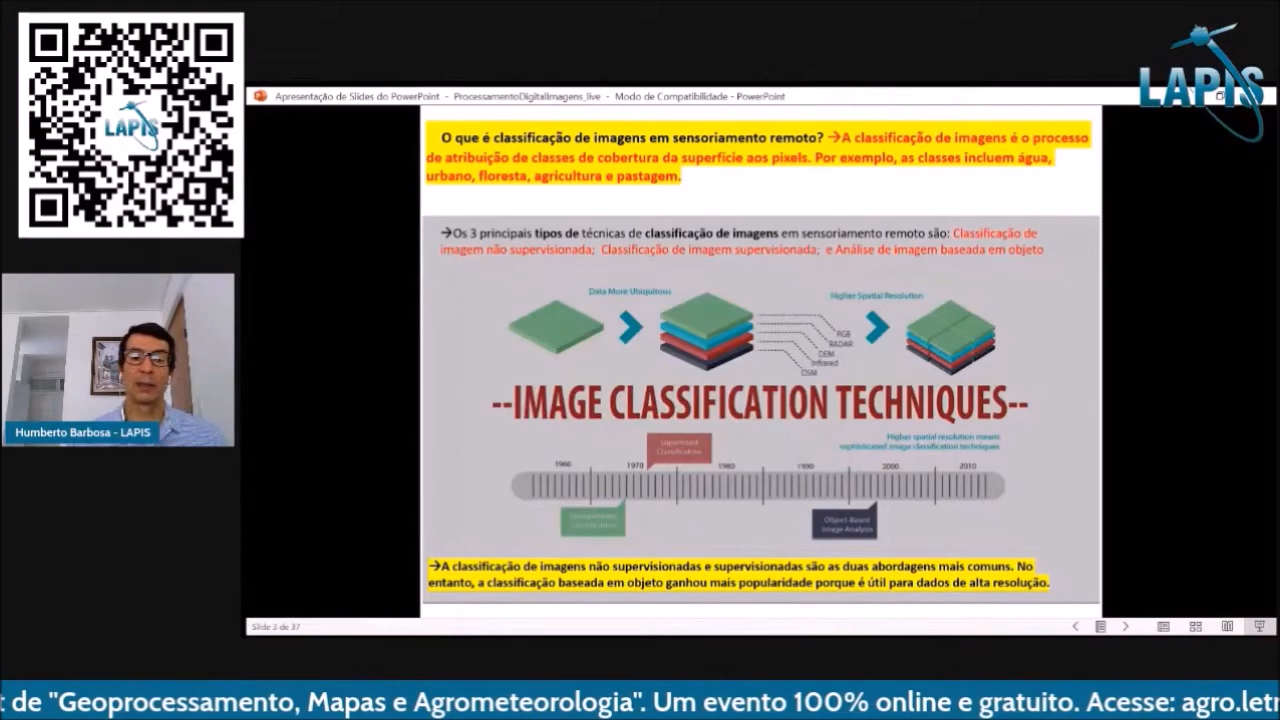 LAPIS
LAPIS
Apresentação de Slides do PowerPoint - ProcessamentoDigitalImagens_live - Modo de Compatibilidade - PowerPoint
O que é classificação de imagens em sensoriamento remoto? →A classificação de imagens é o processo
de atribuição de classes de cobertura da superfície aos pixels. Por exemplo, as classes incluem água,
urbano, floresta, agricultura e pastagem.
→Os 3 principais tipos de técnicas de classificação de imagens em sensoriamento remoto são: Classificação de
imagem não supervisionada; Classificação de imagem supervisionada; e Análise de imagem baseada em objeto
Data More Ubiquitous
Higher Spatial Resolution
RGB
RADAR
DEM
Infrared
DSM
--IMAGE CLASSIFICATION TECHNIQUES--
Higher spatial resolution means
sophisticated image classification techniques
Supervised
Classification
1960 1970 1980 1990 2000 2010
Object-Based
Image Analysis
→A classificação de imagens não supervisionadas e supervisionadas são as duas abordagens mais comuns. No
entanto, a classificação baseada em objeto ganhou mais popularidade porque é útil para dados de alta resolução.
Slide 3 de 37
Humberto Barbosa - LAPIS
t de "Geoprocessamento, Mapas e Agrometeorologia". Um evento 100% online e gratuito. Acesse: agro.let